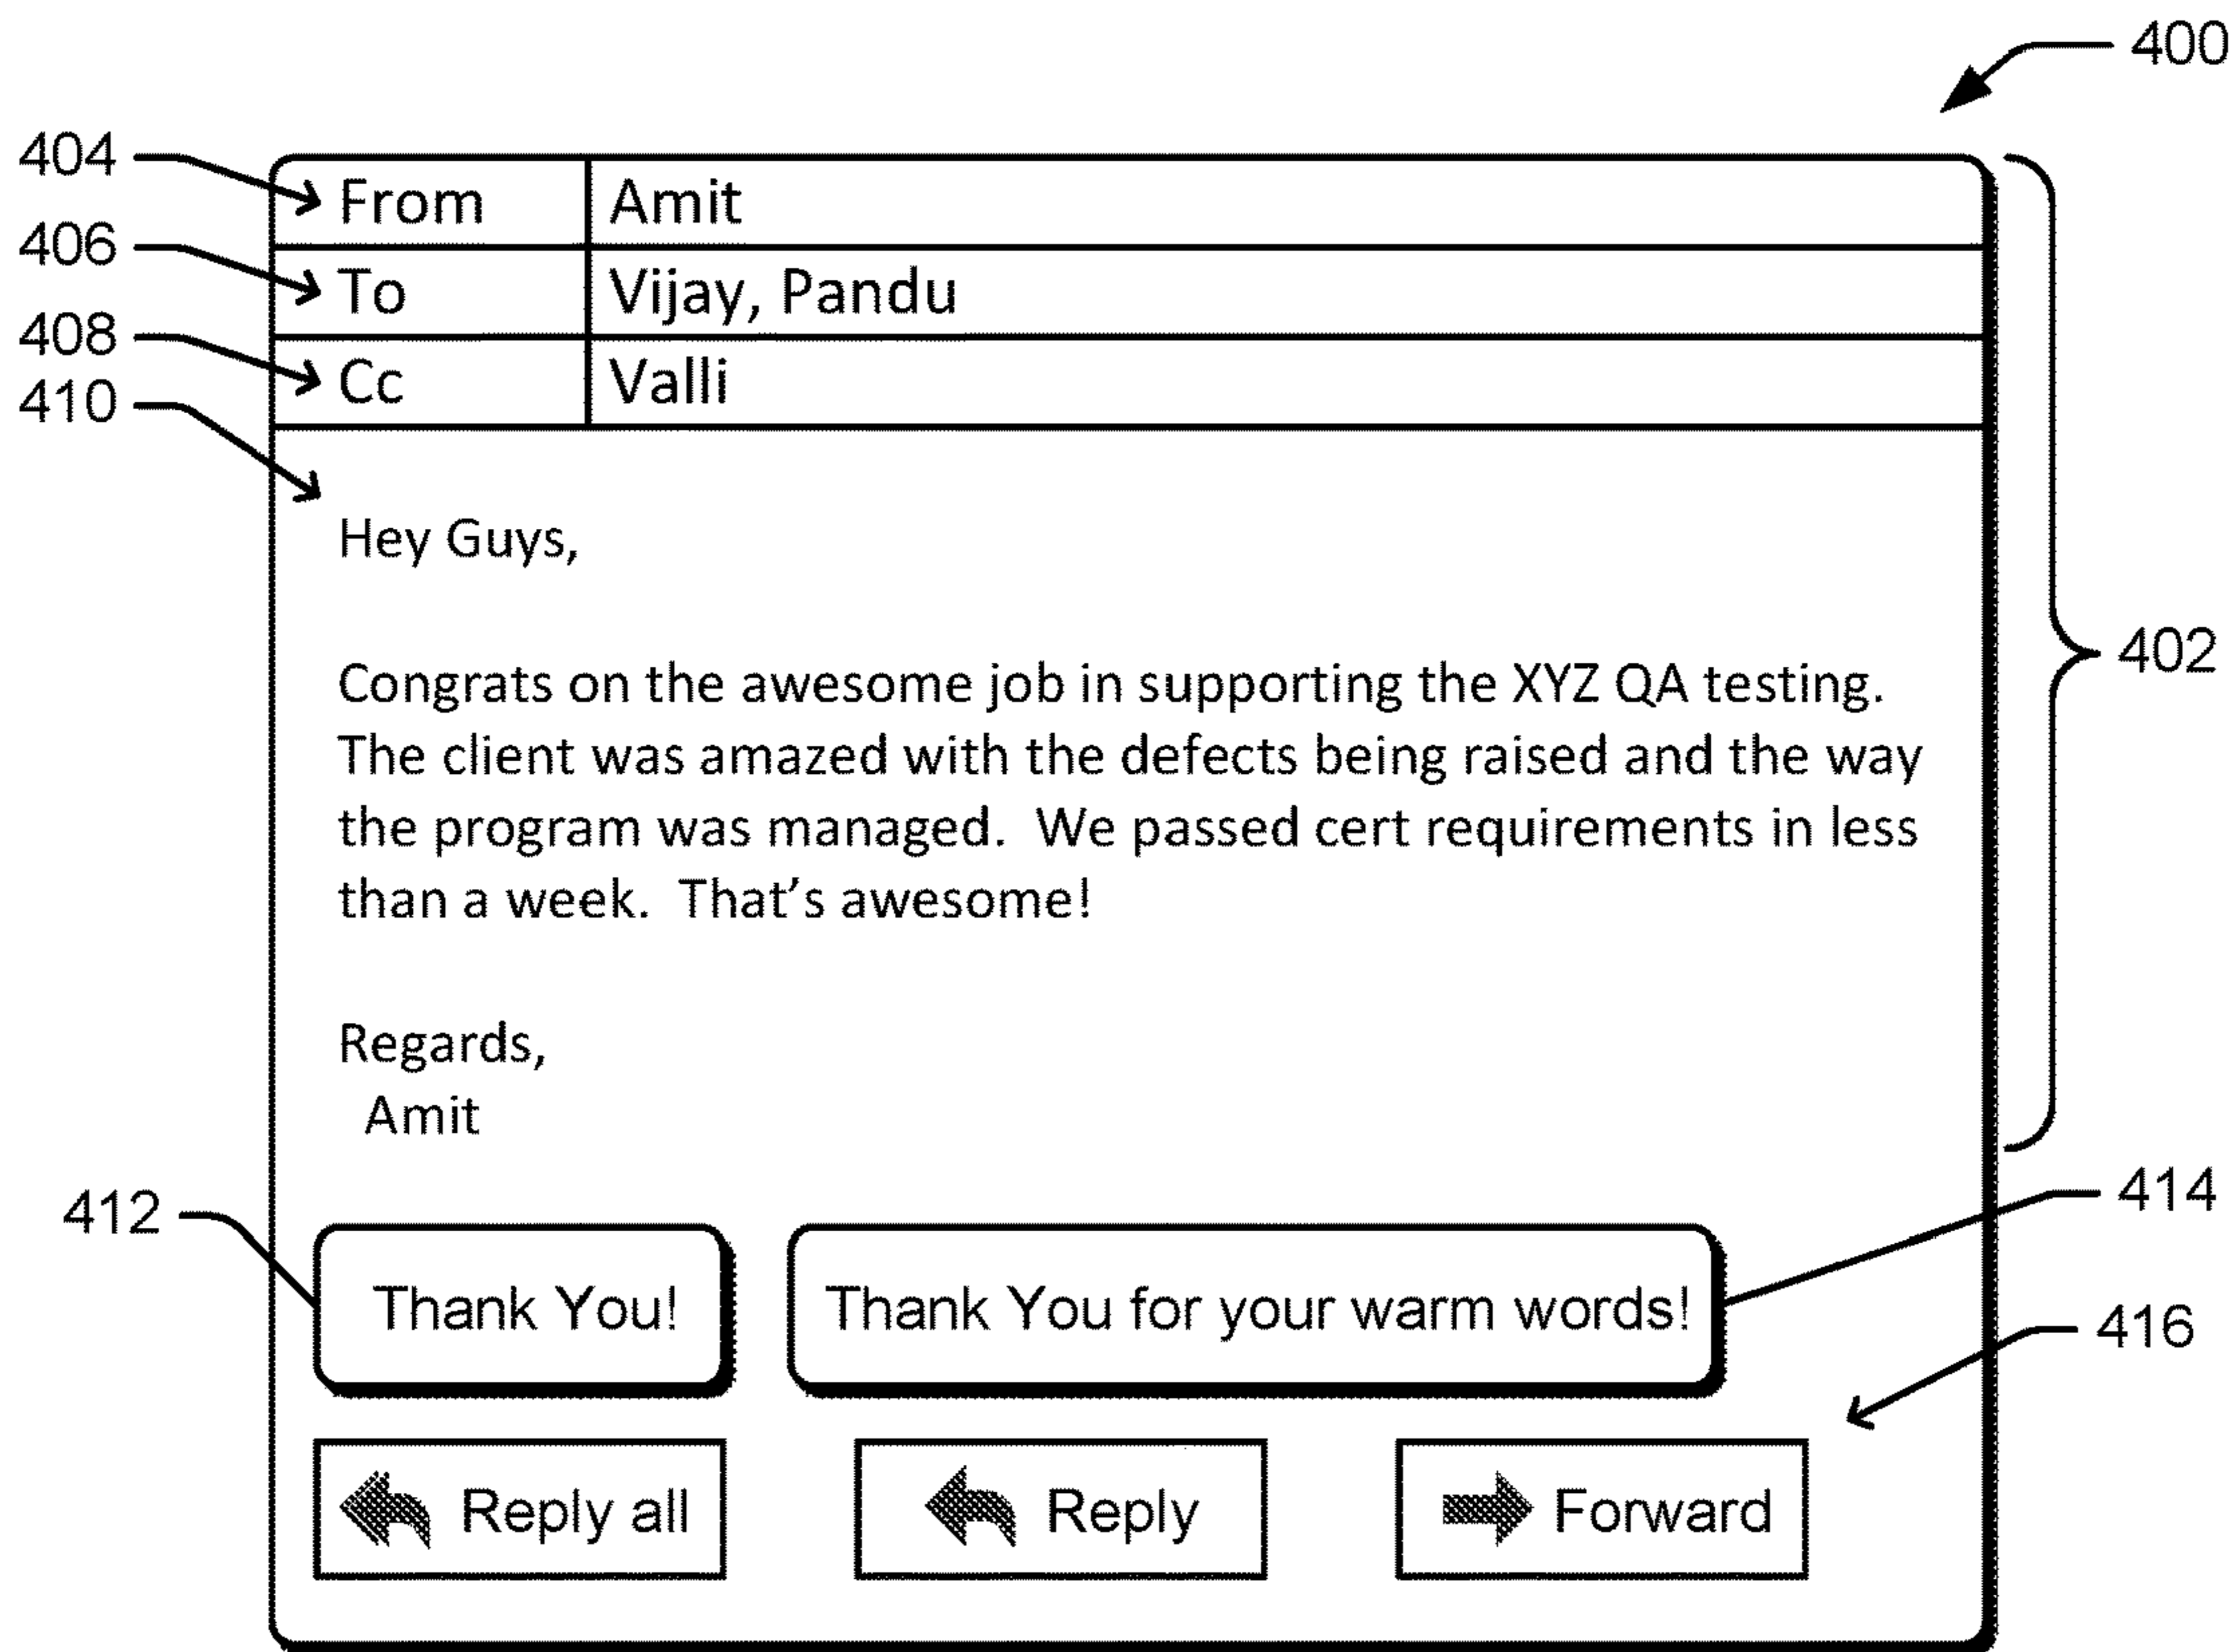 400
404
From Amit
406
To Vijay, Pandu
408
Cc Valli
410
Hey Guys,
402
Congrats on the awesome job in supporting the XYZ QA testing.
The client was amazed with the defects being raised and the way
the program was managed.  We passed cert requirements in less
than a week.  That's awesome!
Regards,
Amit
412
414
Thank You! Thank You for your warm words!
416
Reply all Reply Forward